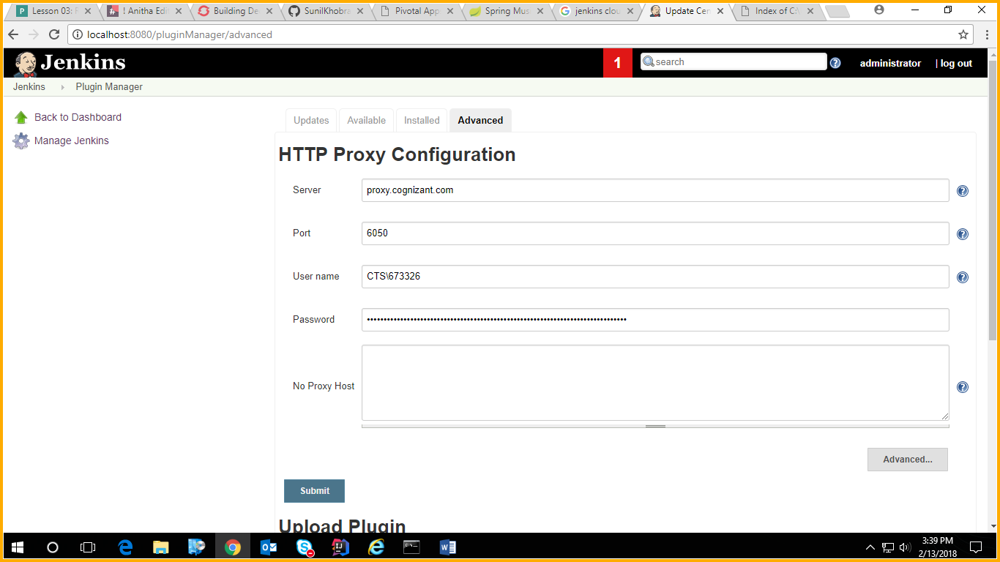 Lesson 03: F
! Anitha Edi
Building De
SunilKhobra
Pivotal App
Spring Mus
jenkins clou
Update Cen
Index of C:\
localhost:8080/pluginManager/advanced
Jenkins
1
search
administrator
| log out
Jenkins
Plugin Manager
Back to Dashboard
Manage Jenkins
Updates
Available
Installed
Advanced
HTTP Proxy Configuration
Server
proxy.cognizant.com
Port
6050
User name
CTS\673326
Password
No Proxy Host
Advanced...
Submit
Upload Plugin
3:39 PM
2/13/2018